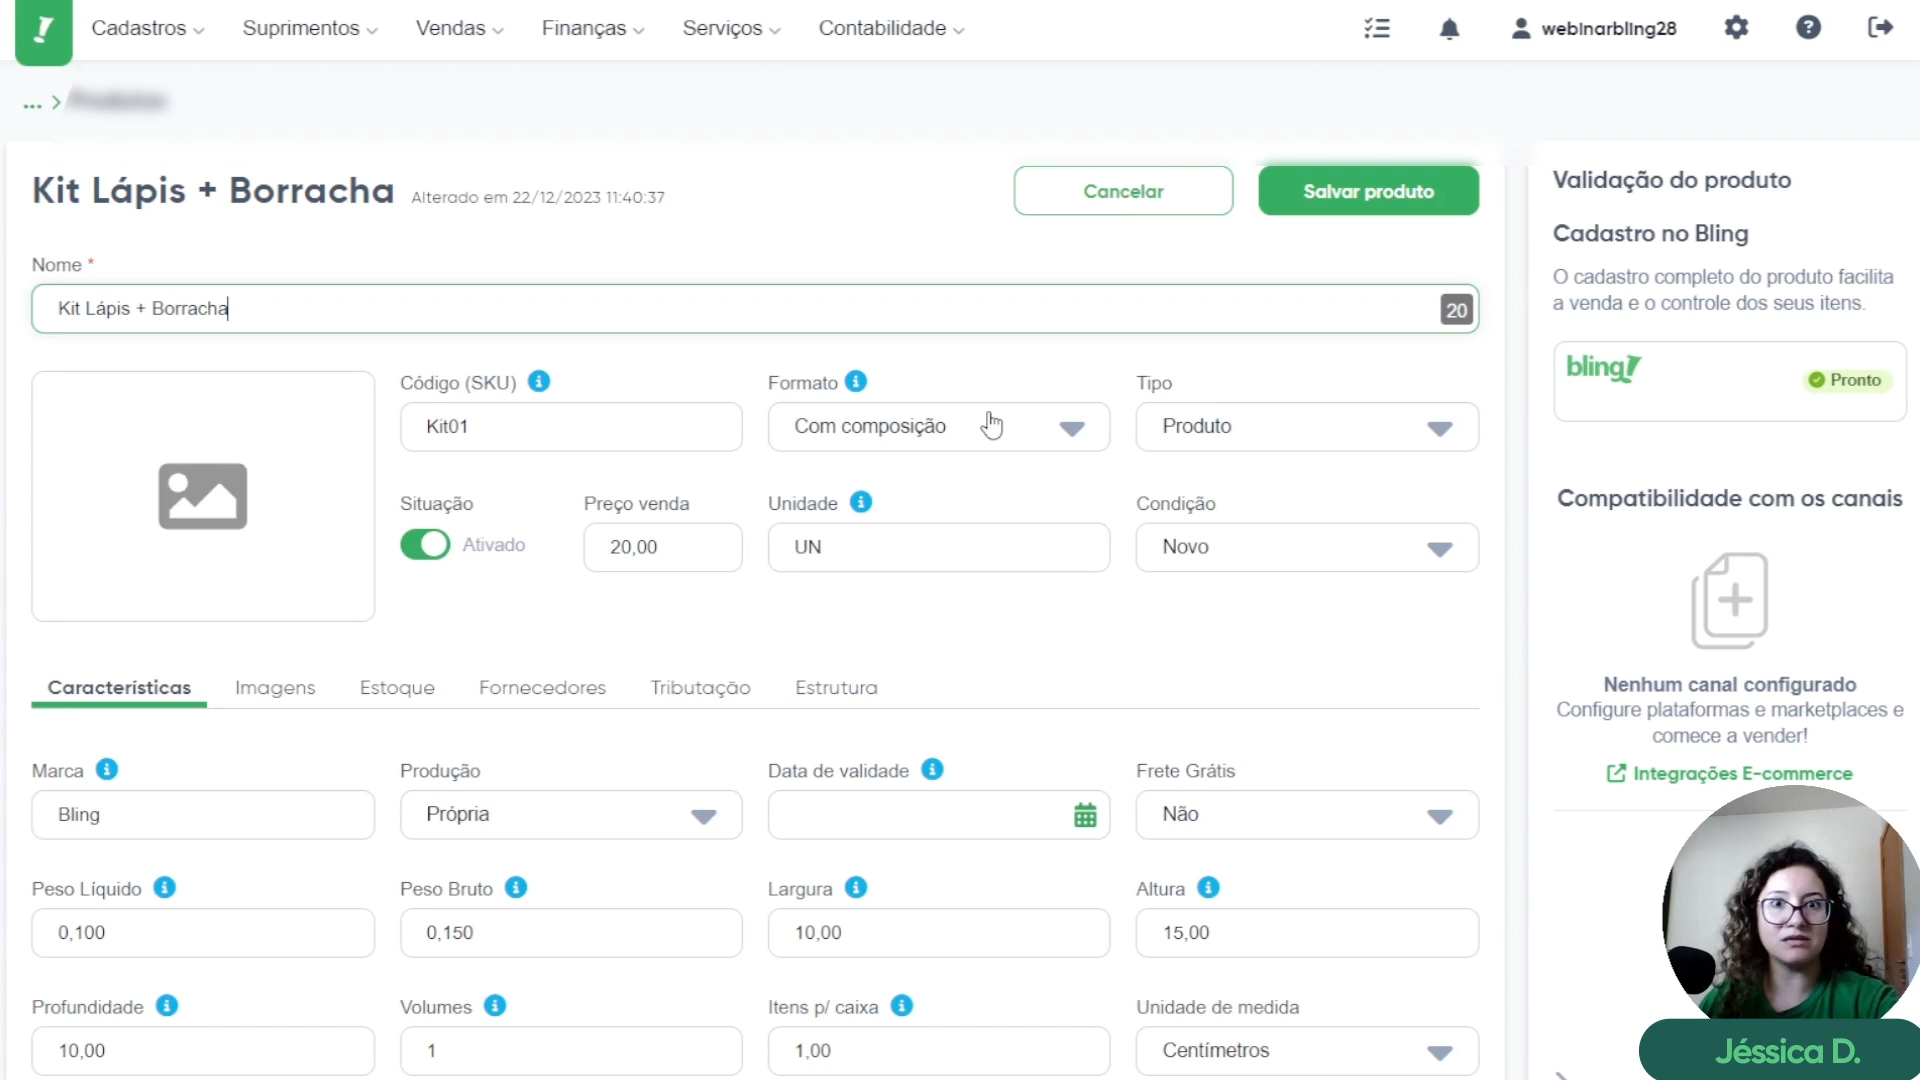 Cadastros
Suprimentos
Vendas
Finanças
Serviços
Contabilidade
webinarbling28
... > Produtos
Kit Lápis + Borracha
Alterado em 22/12/2023 11:40:37
Cancelar
Salvar produto
Nome *
Kit Lápis + Borracha
20
Código (SKU)
Formato
Tipo
Kit01
Com composição
Produto
Situação
Preço venda
Unidade
Condição
Ativado
20,00
UN
Novo
Características
Imagens
Estoque
Fornecedores
Tributação
Estrutura
Marca
Produção
Data de validade
Frete Grátis
Bling
Própria
Não
Peso Líquido
Peso Bruto
Largura
Altura
0,100
0,150
10,00
15,00
Profundidade
Volumes
Itens p/ caixa
Unidade de medida
10,00
1
1,00
Centímetros
Validação do produto
Cadastro no Bling
O cadastro completo do produto facilita
a venda e o controle dos seus itens.
bling!
Pronto
Compatibilidade com os canais
Nenhum canal configurado
Configure plataformas e marketplaces e
comece a vender!
Integrações E-commerce
Jéssica D.